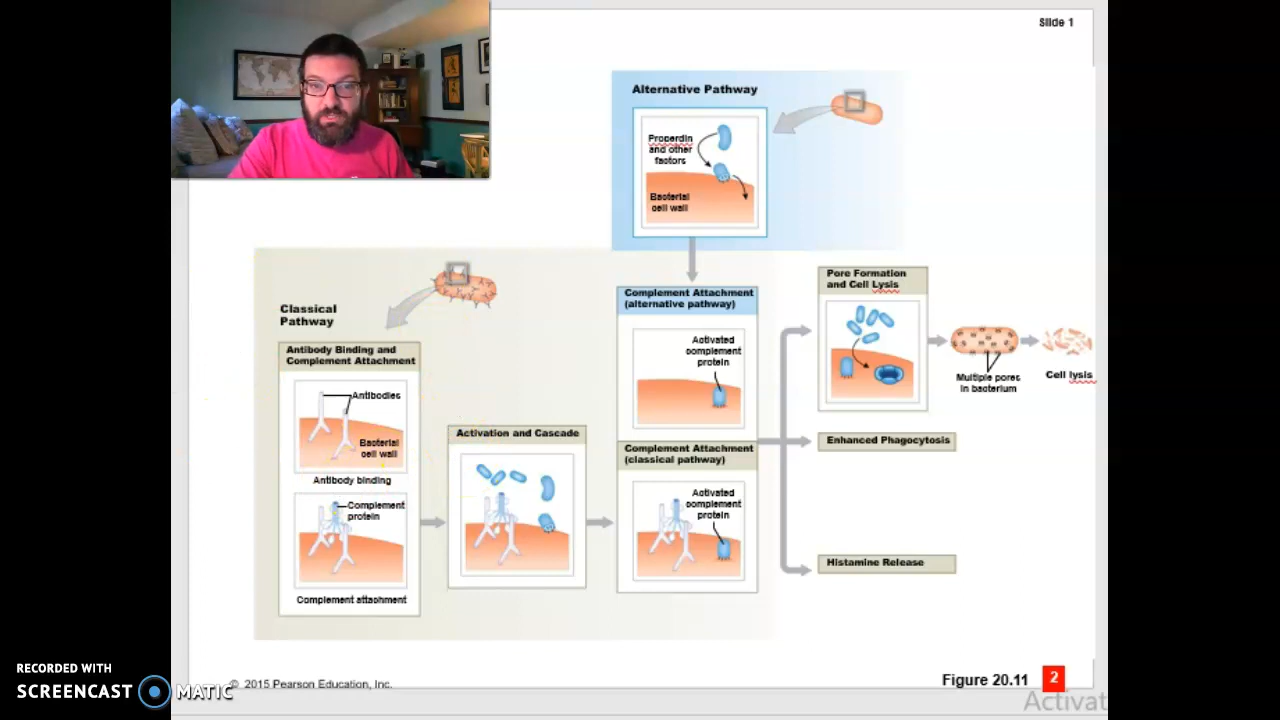 Slide 1
Alternative Pathway
Properdin
and other
factors
Bacterial
cell wall
Classical
Pathway
Antibody Binding and
Complement Attachment
Antibodies
Bacterial
cell wall
Antibody binding
Complement
protein
Complement attachment
Activation and Cascade
Complement Attachment
(alternative pathway)
Activated
complement
protein
Complement Attachment
(classical pathway)
Activated
complement
protein
Pore Formation
and Cell Lysis
Multiple pores
in bacterium
Cell lysis
Enhanced Phagocytosis
Histamine Release
RECORDED WITH
SCREENCAST MATIC
© 2015 Pearson Education, Inc.
Figure 20.11
2
Activat